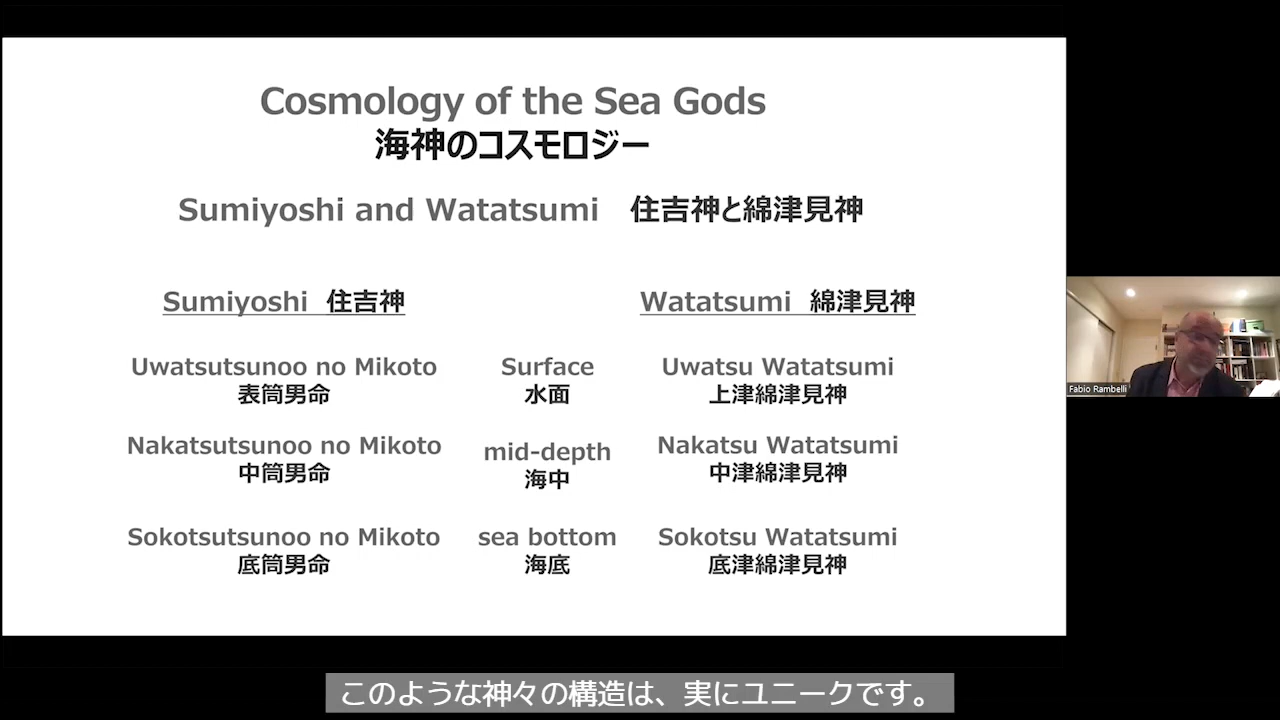 Cosmology of the Sea Gods
海神のコスモロジー
Sumiyoshi and Watatsumi 住吉神と綿津見神
Sumiyoshi 住吉神
Watatsumi 綿津見神
Uwatsutsunoo no Mikoto
表筒男命
Surface
水面
Uwatsu Watatsumi
上津綿津見神
Nakatsutsunoo no Mikoto
中筒男命
mid-depth
海中
Nakatsu Watatsumi
中津綿津見神
Sokotsutsunoo no Mikoto
底筒男命
sea bottom
海底
Sokotsu Watatsumi
底津綿津見神
Fabio Rambelli
このような神々の構造は、実にユニークです。